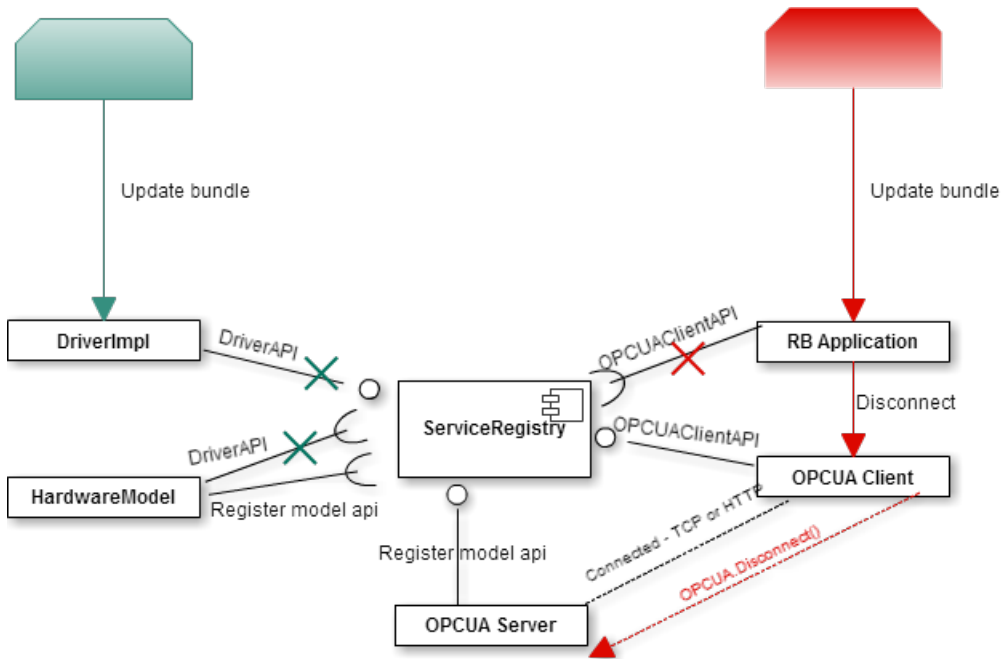 Update bundle
Update bundle
DriverImpl
DriverAPI
OPCUAClientAPI
RB Application
Disconnect
ServiceRegistry
OPCUAClientAPI
DriverAPI
HardwareModel
Register model api
OPCUA Client
Register model api
Connected - TCP or HTTP
OPCUA.Disconnect()
OPCUA Server